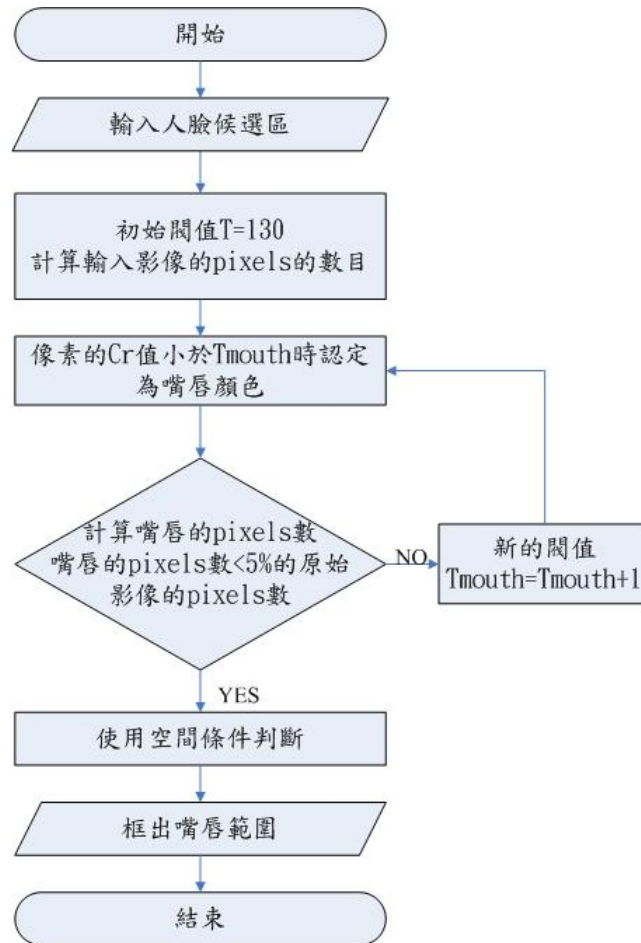 開始
輸入人臉候選區
初始閥值T=130
計算輸入影像的pixels的數目
像素的Cr值小於Tmouth時認定
為嘴唇顏色
計算嘴唇的pixels數
嘴唇的pixels數<5%的原始
影像的pixels數
NO
新的閥值
Tmouth=Tmouth+1
YES
使用空間條件判斷
框出嘴唇範圍
結束